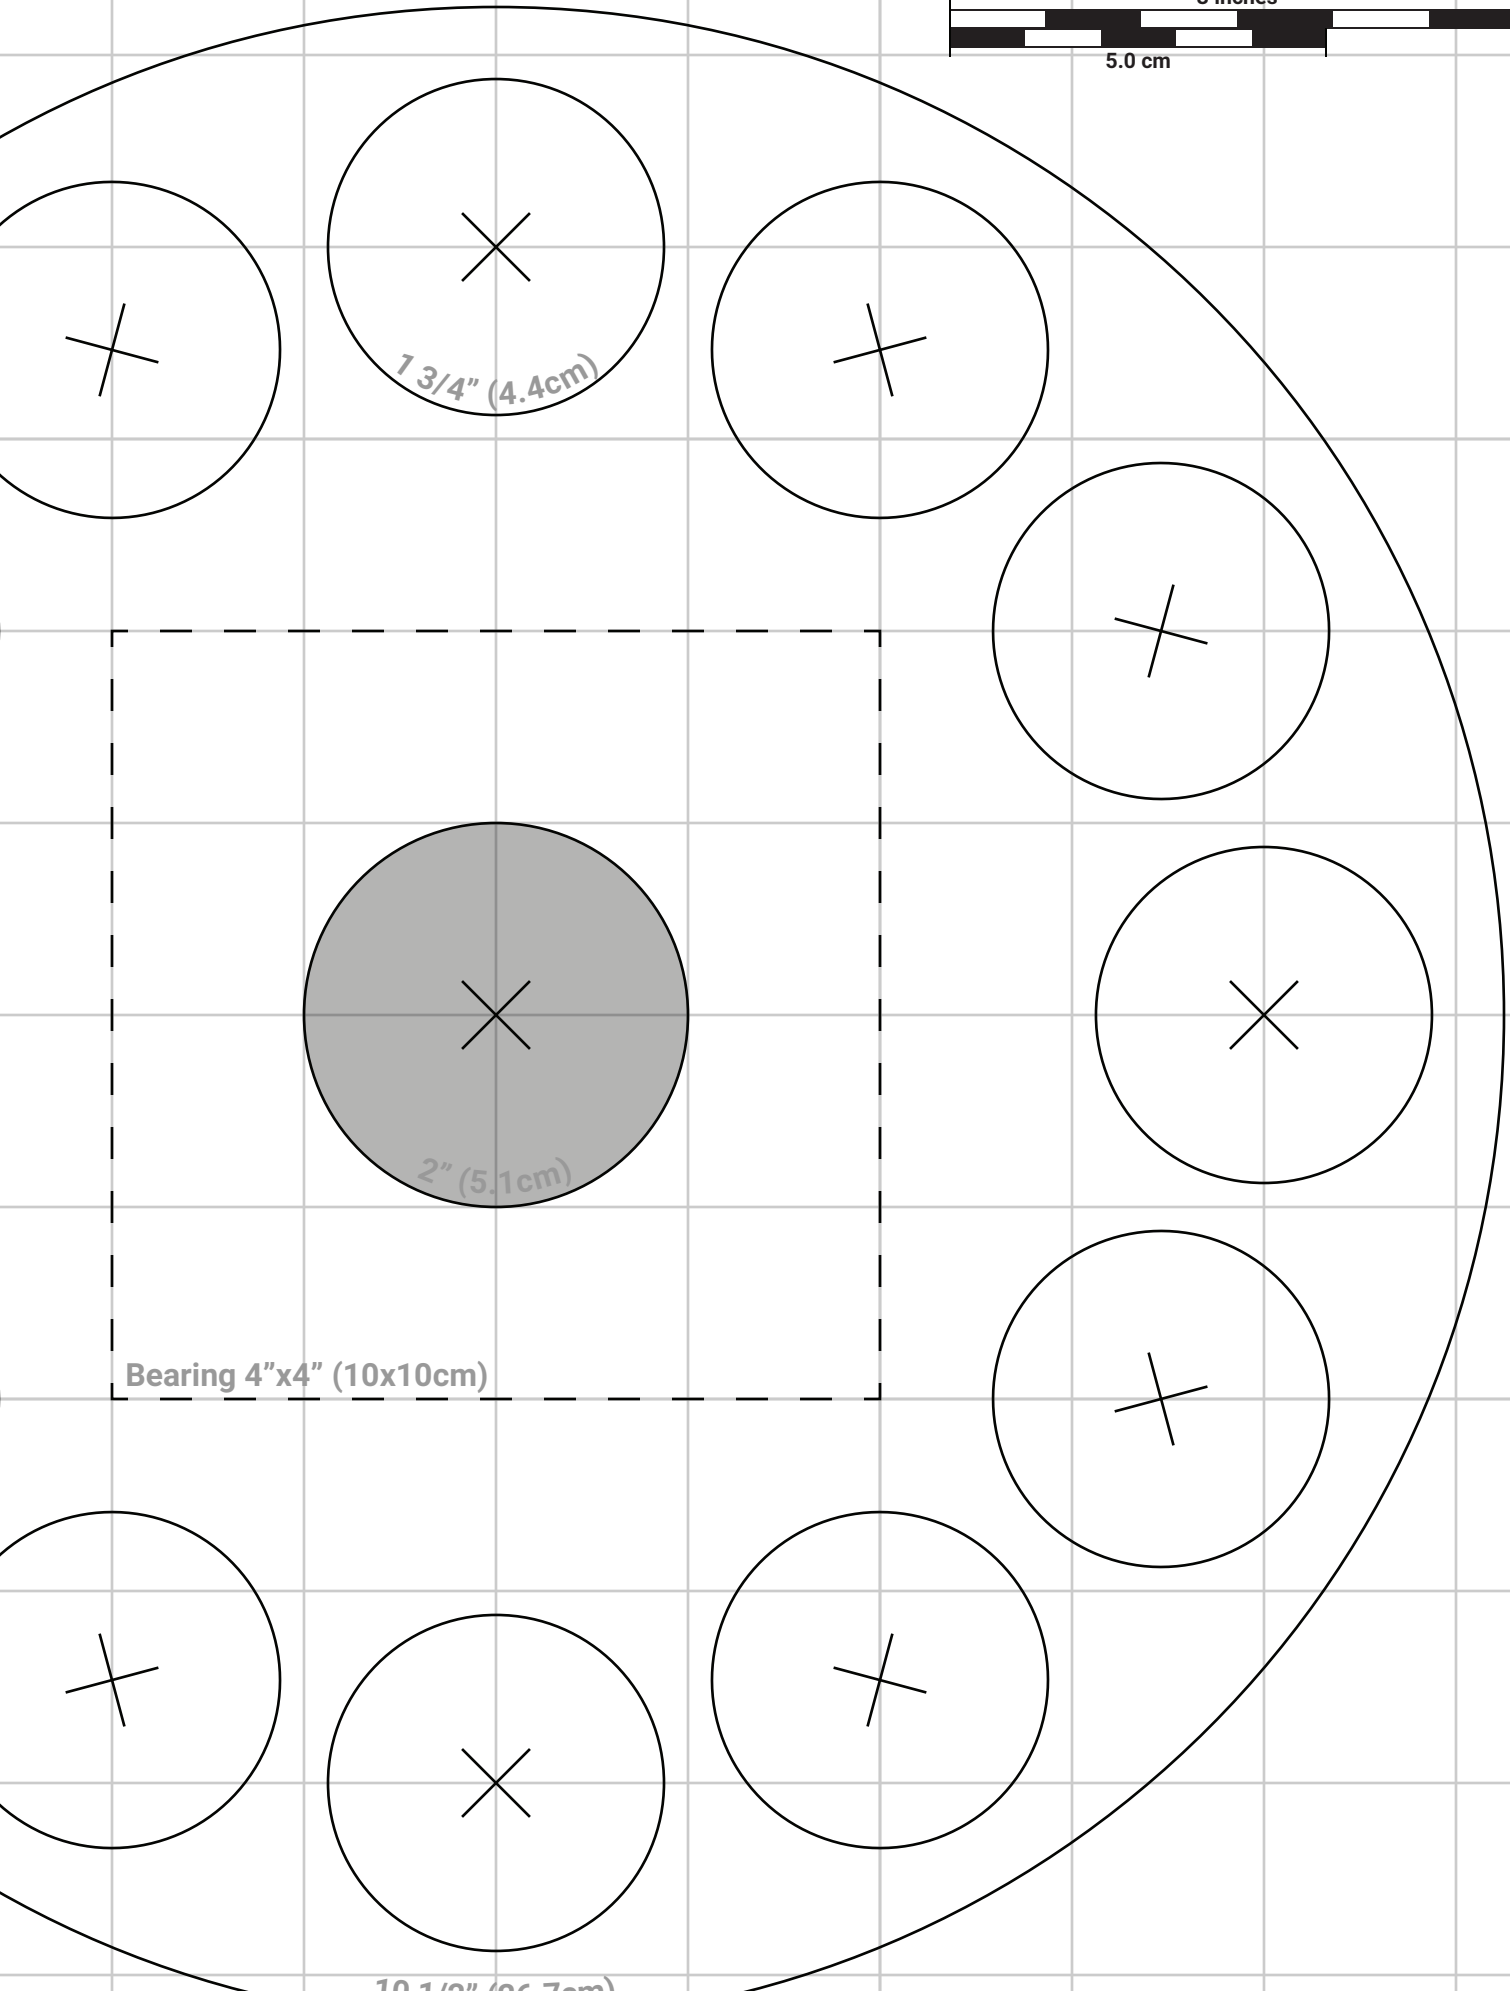 5.0 cm
1 3/4” (4.4cm)
2” (5.1cm)
Bearing 4”x4” (10x10cm)